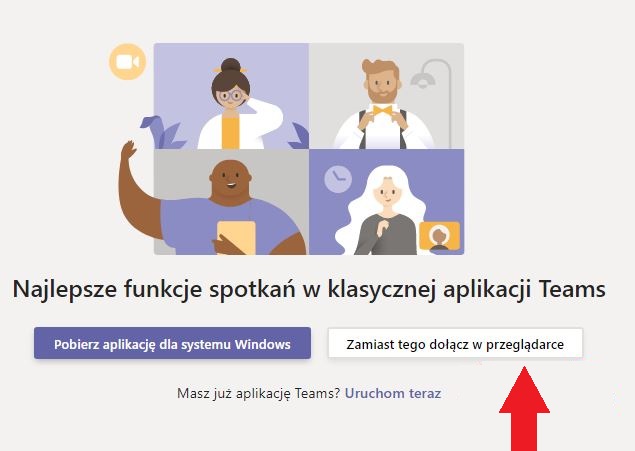 Najlepsze funkcje spotkań w klasycznej aplikacji Teams
Pobierz aplikację dla systemu Windows
Zamiast tego dołącz w przeglądarce
Masz już aplikację Teams? Uruchom teraz